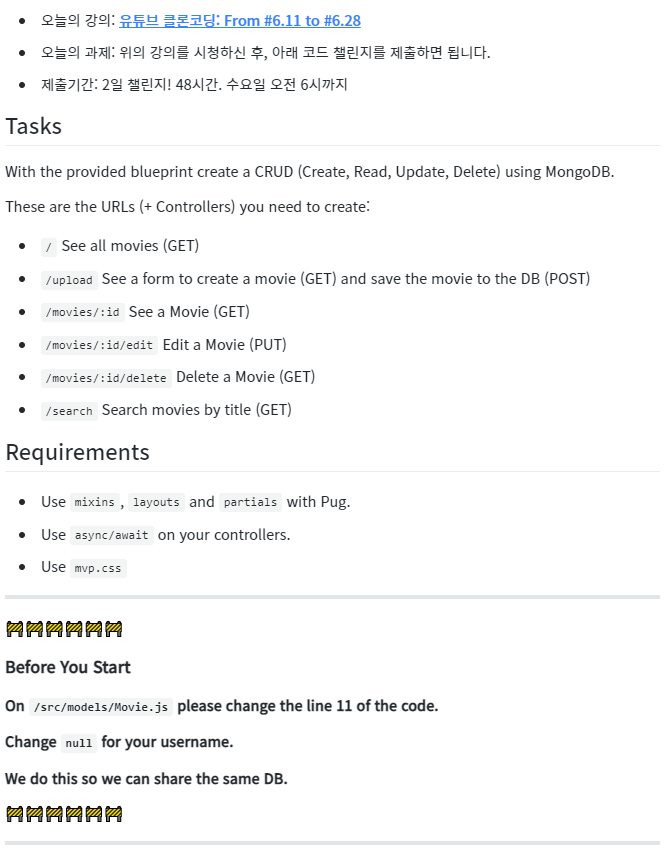 오늘의 강의: 유튜브 클론코딩: From #6.11 to #6.28
오늘의 과제: 위의 강의를 시청하신 후, 아래 코드 챌린지를 제출하면 됩니다.
제출기간: 2일 챌린지! 48시간. 수요일 오전 6시까지
Tasks
With the provided blueprint create a CRUD (Create, Read, Update, Delete) using MongoDB.
These are the URLs (+ Controllers) you need to create:
/ See all movies (GET)
/upload See a form to create a movie (GET) and save the movie to the DB (POST)
/movies/:id See a Movie (GET)
/movies/:id/edit Edit a Movie (PUT)
/movies/:id/delete Delete a Movie (GET)
/search Search movies by title (GET)
Requirements
Use mixins , layouts and partials with Pug.
Use async/await on your controllers.
Use mvp.css
Before You Start
On /src/models/Movie.js please change the line 11 of the code.
Change null for your username.
We do this so we can share the same DB.